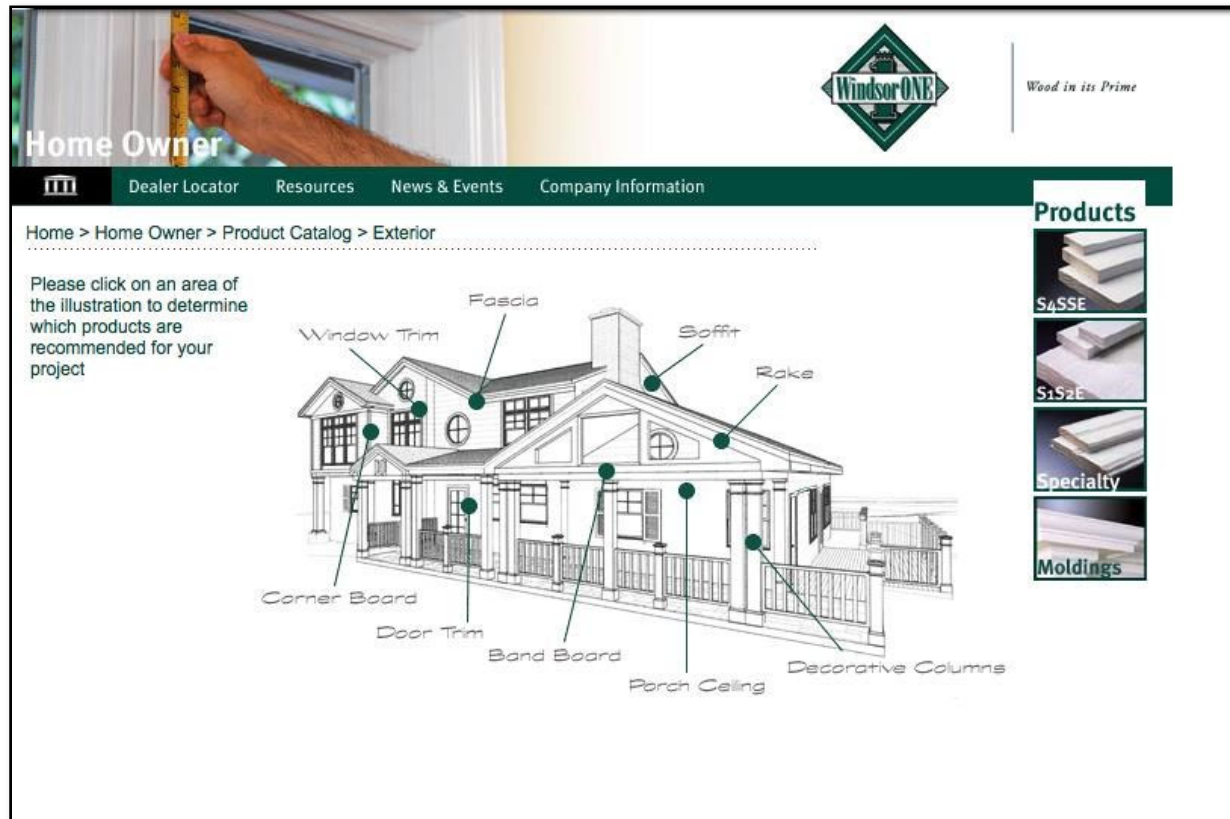 WindsorONE
Wood in its Prime
Home Owner
Dealer Locator Resources News & Events Company Information
Products
Home > Home Owner > Product Catalog > Exterior
Please click on an area of
the illustration to determine
which products are
recommended for your
project
Fascia
Window Trim
Soffit
Rake
Corner Board
Door Trim
Band Board
Porch Ceiling
Decorative Columns
S4SSE
S1S2E
Specialty
Moldings